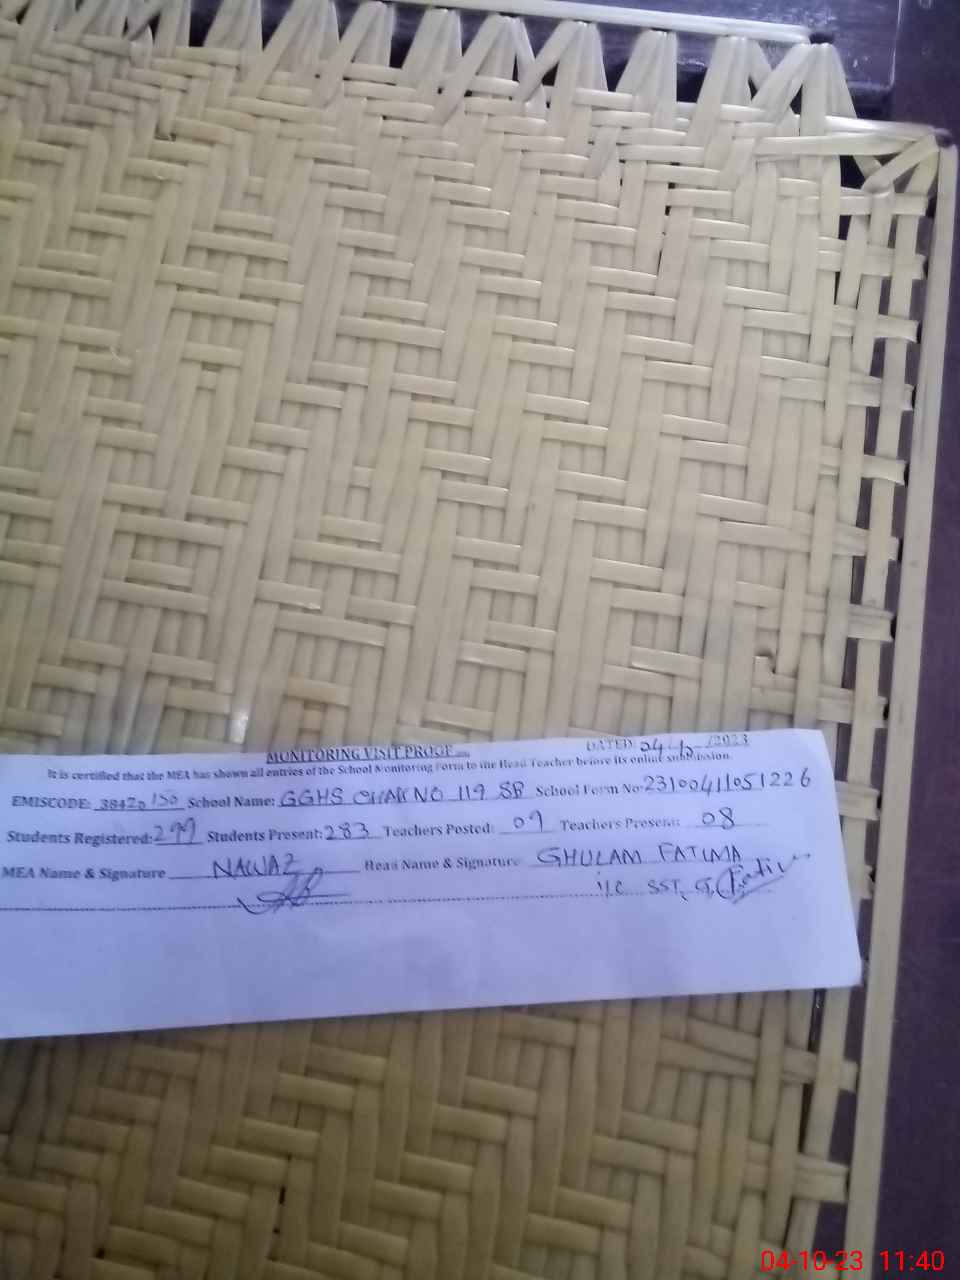 MONITORING VISIT PROOF
DATED: 04-10-/2023
It is certified that the MEA has shown all entries of the School Monitoring Form to the Head Teacher before its online submission.
EMISCODE: 38420150 School Name: GGHS CHAK NO 119 SB School Form No: 2310041105 1226
Students Registered: 299 Students Present: 283 Teachers Posted: 09 Teachers Present: 08
MEA Name & Signature NAWAZ Head Name & Signature GHULAM FATIMA
i/c SST
04-10-23 11:40